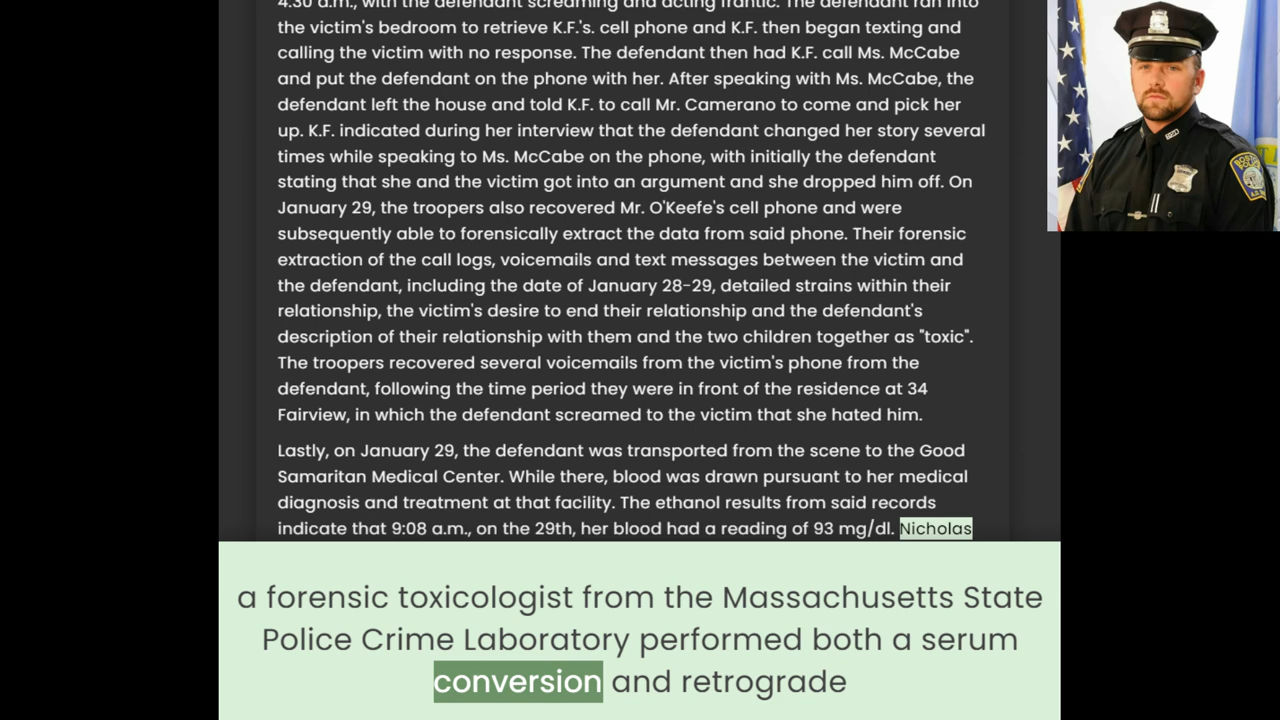 4:30 a.m., with the defendant screaming and acting frantic. The defendant ran into
the victim's bedroom to retrieve K.F.'s. cell phone and K.F. then began texting and
calling the victim with no response. The defendant then had K.F. call Ms. McCabe
and put the defendant on the phone with her. After speaking with Ms. McCabe, the
defendant left the house and told K.F. to call Mr. Camerano to come and pick her
up. K.F. indicated during her interview that the defendant changed her story several
times while speaking to Ms. McCabe on the phone, with initially the defendant
stating that she and the victim got into an argument and she dropped him off. On
January 29, the troopers also recovered Mr. O'Keefe's cell phone and were
subsequently able to forensically extract the data from said phone. Their forensic
extraction of the call logs, voicemails and text messages between the victim and
the defendant, including the date of January 28-29, detailed strains within their
relationship, the victim's desire to end their relationship and the defendant's
description of their relationship with them and the two children together as "toxic".
The troopers recovered several voicemails from the victim's phone from the
defendant, following the time period they were in front of the residence at 34
Fairview, in which the defendant screamed to the victim that she hated him.
Lastly, on January 29, the defendant was transported from the scene to the Good
Samaritan Medical Center. While there, blood was drawn pursuant to her medical
diagnosis and treatment at that facility. The ethanol results from said records
indicate that 9:08 a.m., on the 29th, her blood had a reading of 93 mg/dl. Nicholas
a forensic toxicologist from the Massachusetts State
Police Crime Laboratory performed both a serum
conversion and retrograde